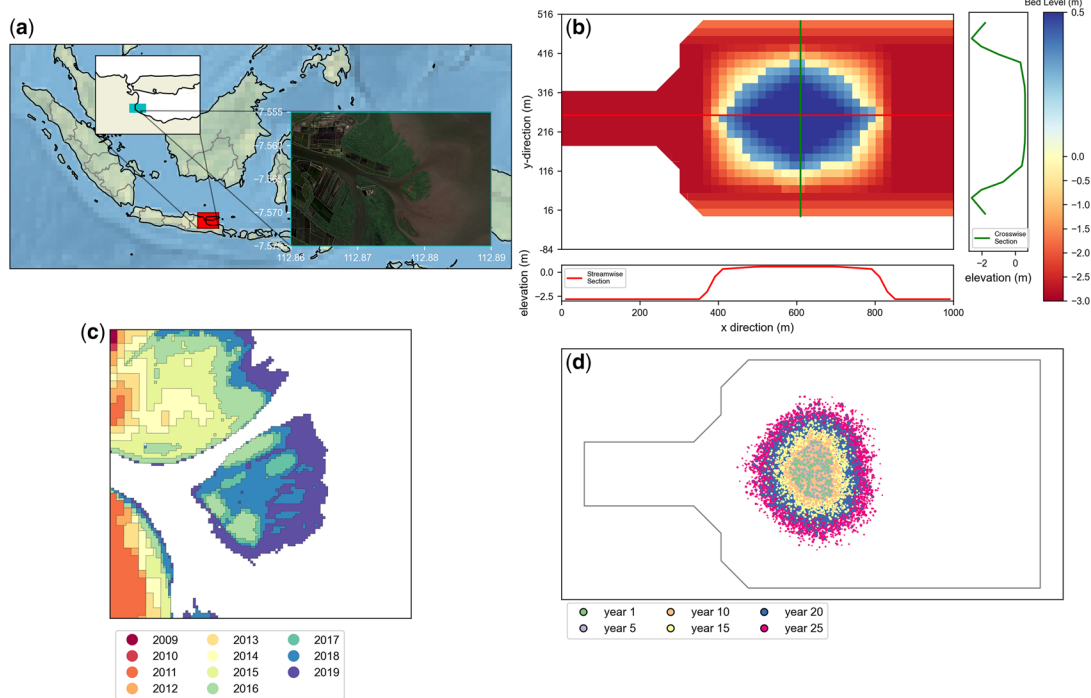 (a)
−7.555
−7.560
−7.570
112.86
112.87
112.88
112.89
(b)
516
416
316
216
116
16
−84
y-direction (m)
elevation (m)
0.0
−2.5
Streamwise
Section
0
200
400
600
800
1000
x direction (m)
Crosswise
Section
−2
0
elevation (m)
Bed Level (m)
0.5
0.0
−0.5
−1.0
−1.5
−2.0
−2.5
−3.0
(c)
2009
2010
2011
2012
2013
2014
2015
2016
2017
2018
2019
(d)
year 1
year 5
year 10
year 15
year 20
year 25